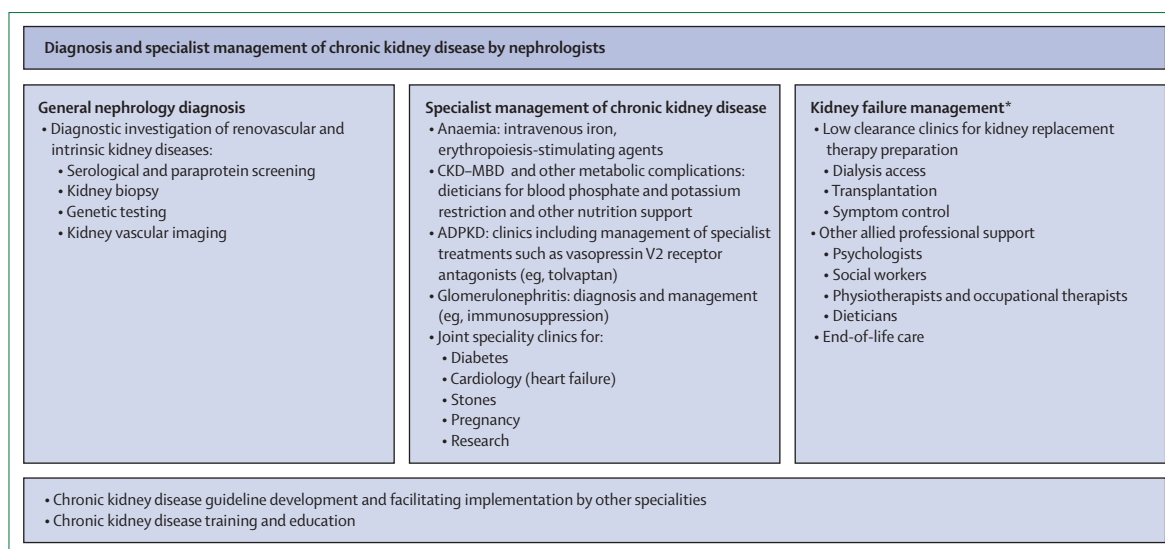 Diagnosis and specialist management of chronic kidney disease by nephrologists
General nephrology diagnosis
• Diagnostic investigation of renovascular and
intrinsic kidney diseases:
• Serological and paraprotein screening
• Kidney biopsy
• Genetic testing
• Kidney vascular imaging
Specialist management of chronic kidney disease
• Anaemia: intravenous iron,
erythropoiesis-stimulating agents
• CKD–MBD and other metabolic complications:
dieticians for blood phosphate and potassium
restriction and other nutrition support
• ADPKD: clinics including management of specialist
treatments such as vasopressin V2 receptor
antagonists (eg, tolvaptan)
• Glomerulonephritis: diagnosis and management
(eg, immunosuppression)
• Joint speciality clinics for:
• Diabetes
• Cardiology (heart failure)
• Stones
• Pregnancy
• Research
Kidney failure management*
• Low clearance clinics for kidney replacement
therapy preparation
• Dialysis access
• Transplantation
• Symptom control
• Other allied professional support
• Psychologists
• Social workers
• Physiotherapists and occupational therapists
• Dieticians
• End-of-life care
• Chronic kidney disease guideline development and facilitating implementation by other specialities
• Chronic kidney disease training and education